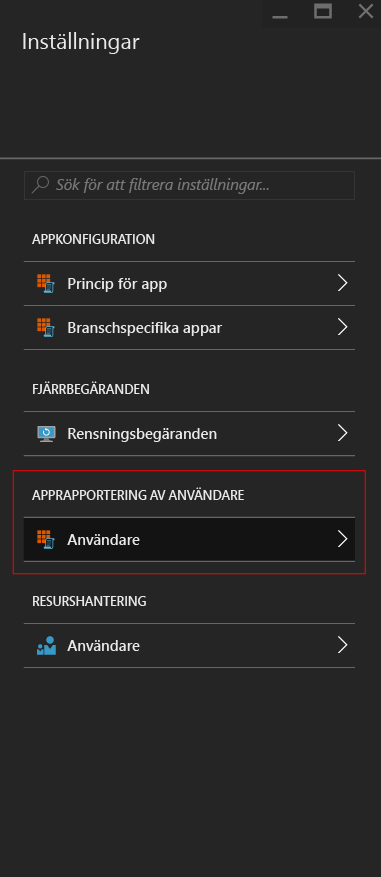 Inställningar
Sök för att filtrera inställningar...
APPKONFIGURATION
Princip för app
Branschspecifika appar
FJÄRRBEGÄRANDEN
Rensningsbegäranden
APPRAPPORTERING AV ANVÄNDARE
Användare
RESURSHANTERING
Användare